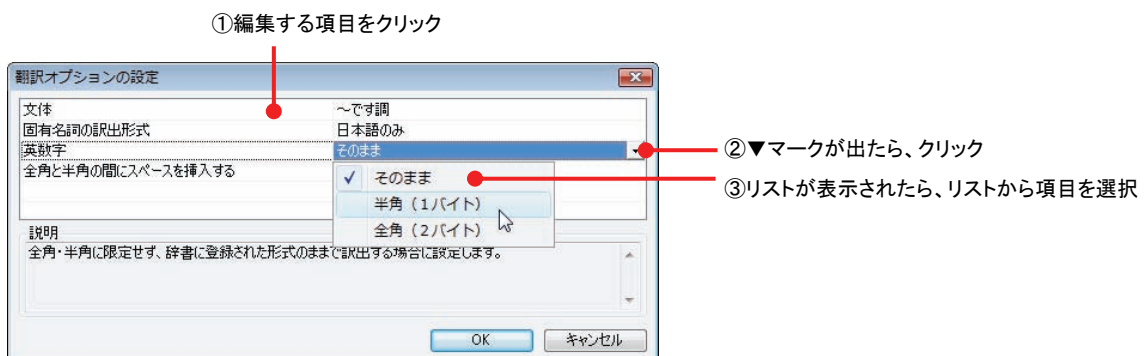 ①編集する項目をクリック
翻訳オプションの設定
文体 ～です調
固有名詞の訳出形式 日本語のみ
英数字 そのまま
②▼マークが出たら、クリック
全角と半角の間にスペースを挿入する
✓ そのまま
③リストが表示されたら、リストから項目を選択
半角（1バイト）
全角（2バイト）
説明
全角・半角に限定せず、辞書に登録された形式のままで訳出する場合に設定します。
OK キャンセル